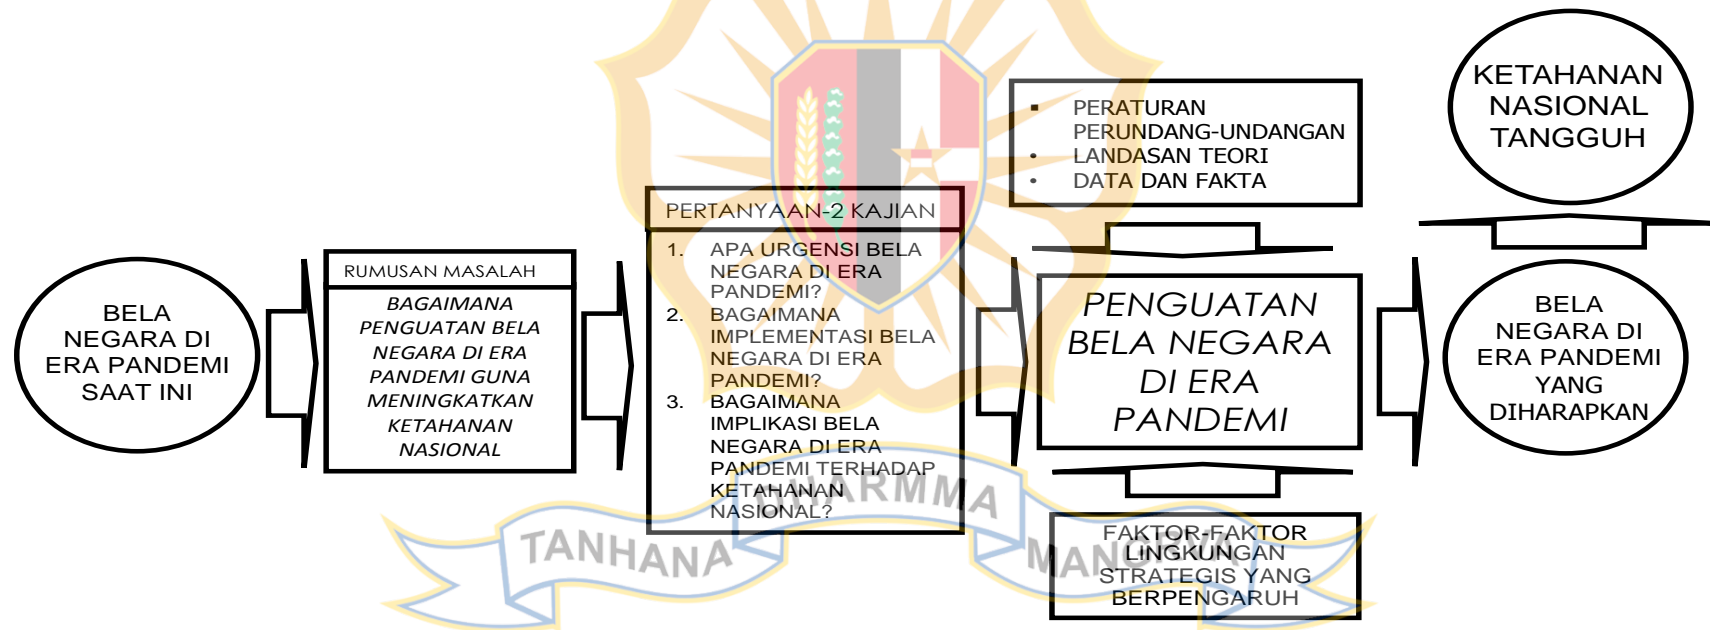 BELA
NEGARA DI
ERA PANDEMI
SAAT INI
RUMUSAN MASALAH
BAGAIMANA
PENGUATAN BELA
NEGARA DI ERA
PANDEMI GUNA
MENINGKATKAN
KETAHANAN
NASIONAL
PERTANYAAN-2 KAJIAN
1. APA URGENSI BELA
NEGARA DI ERA
PANDEMI?
2. BAGAIMANA
IMPLEMENTASI BELA
NEGARA DI ERA
PANDEMI?
3. BAGAIMANA
IMPLIKASI BELA
NEGARA DI ERA
PANDEMI TERHADAP
KETAHANAN
NASIONAL?
▪ PERATURAN
PERUNDANG-UNDANGAN
• LANDASAN TEORI
• DATA DAN FAKTA
PENGUATAN
BELA NEGARA
DI ERA
PANDEMI
FAKTOR-FAKTOR
LINGKUNGAN
STRATEGIS YANG
BERPENGARUH
KETAHANAN
NASIONAL
TANGGUH
BELA
NEGARA DI
ERA PANDEMI
YANG
DIHARAPKAN
TANHANA DHARMMA MANGRVA